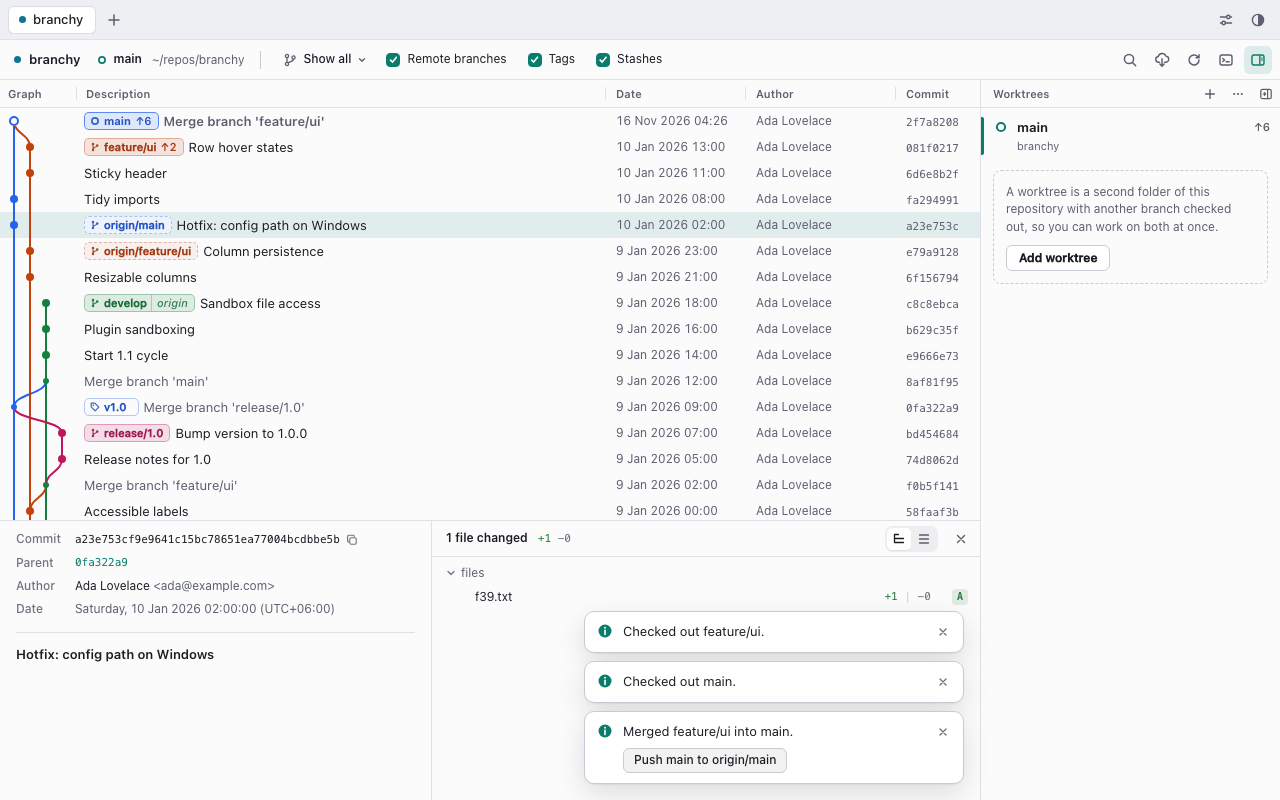 branchy
branchy main ~/repos/branchy Show all Remote branches Tags Stashes
Graph Description Date Author Commit Worktrees
main ↑6 Merge branch 'feature/ui' 16 Nov 2026 04:26 Ada Lovelace 2f7a8208
feature/ui ↑2 Row hover states 10 Jan 2026 13:00 Ada Lovelace 081f0217
Sticky header 10 Jan 2026 11:00 Ada Lovelace 6d6e8b2f
Tidy imports 10 Jan 2026 08:00 Ada Lovelace fa294991
origin/main Hotfix: config path on Windows 10 Jan 2026 02:00 Ada Lovelace a23e753c
origin/feature/ui Column persistence 9 Jan 2026 23:00 Ada Lovelace e79a9128
Resizable columns 9 Jan 2026 21:00 Ada Lovelace 6f156794
develop origin Sandbox file access 9 Jan 2026 18:00 Ada Lovelace c8c8ebca
Plugin sandboxing 9 Jan 2026 16:00 Ada Lovelace b629c35f
Start 1.1 cycle 9 Jan 2026 14:00 Ada Lovelace e9666e73
Merge branch 'main' 9 Jan 2026 12:00 Ada Lovelace 8af81f95
v1.0 Merge branch 'release/1.0' 9 Jan 2026 09:00 Ada Lovelace 0fa322a9
release/1.0 Bump version to 1.0.0 9 Jan 2026 07:00 Ada Lovelace bd454684
Release notes for 1.0 9 Jan 2026 05:00 Ada Lovelace 74d8062d
Merge branch 'feature/ui' 9 Jan 2026 02:00 Ada Lovelace f0b5f141
Accessible labels 9 Jan 2026 00:00 Ada Lovelace 58faaf3b
main ↑6
branchy
A worktree is a second folder of this
repository with another branch checked
out, so you can work on both at once.
Add worktree
Commit a23e753cf9e9641c15bc78651ea77004bcdbbe5b
Parent 0fa322a9
Author Ada Lovelace <ada@example.com>
Date Saturday, 10 Jan 2026 02:00:00 (UTC+06:00)
Hotfix: config path on Windows
1 file changed +1 −0
files
f39.txt +1 | −0 A
Checked out feature/ui.
Checked out main.
Merged feature/ui into main.
Push main to origin/main